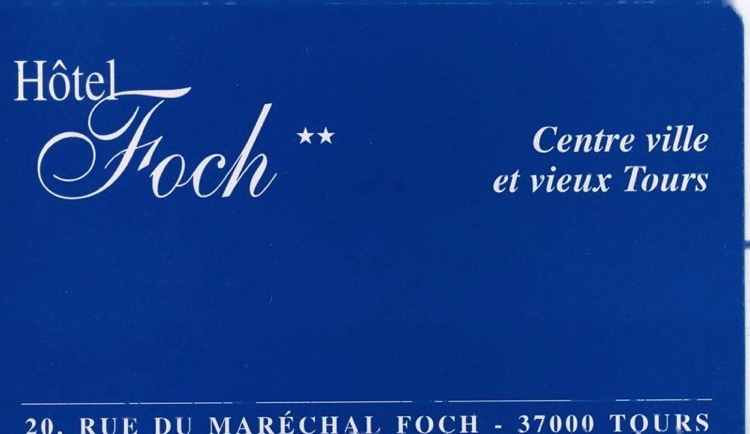 Hôtel
Foch ★★
Centre ville
et vieux Tours
20, RUE DU MARÉCHAL FOCH - 37000 TOURS